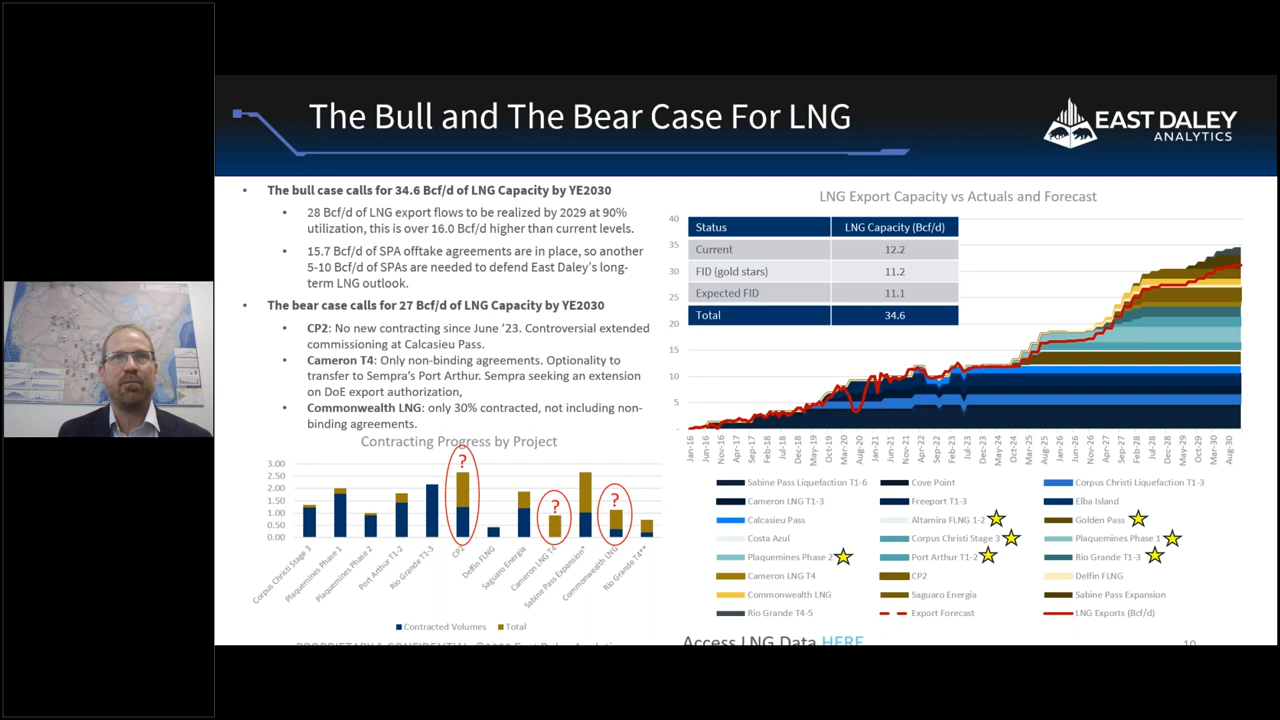 The Bull and The Bear Case For LNG
EAST DALEY
ANALYTICS
• The bull case calls for 34.6 Bcf/d of LNG Capacity by YE2030
• 28 Bcf/d of LNG export flows to be realized by 2029 at 90%
utilization, this is over 16.0 Bcf/d higher than current levels.
• 15.7 Bcf/d of SPA offtake agreements are in place, so another
5-10 Bcf/d of SPAs are needed to defend East Daley's long-
term LNG outlook.
• The bear case calls for 27 Bcf/d of LNG Capacity by YE2030
• CP2: No new contracting since June '23. Controversial extended
commissioning at Calcasieu Pass.
• Cameron T4: Only non-binding agreements. Optionality to
transfer to Sempra's Port Arthur. Sempra seeking an extension
on DoE export authorization,
• Commonwealth LNG: only 30% contracted, not including non-
binding agreements.
Contracting Progress by Project
3.00
2.50
2.00
1.50
1.00
0.50
0.00
?
?
?
Corpus Christi Stage 3
Plaquemines Phase 1
Plaquemines Phase 2
Port Arthur T1-2
Rio Grande T1-3
CP2
Delfin FLNG
Saguaro Energia
Cameron LNG T4
Sabine Pass Expansion*
Commonwealth LNG
Rio Grande T4**
Contracted Volumes
Total
LNG Export Capacity vs Actuals and Forecast
Status LNG Capacity (Bcf/d)
Current 12.2
FID (gold stars) 11.2
Expected FID 11.1
Total 34.6
40
35
30
25
20
15
10
5
-
Jan-16
Jun-16
Nov-16
Apr-17
Sep-17
Feb-18
Jul-18
Dec-18
May-19
Oct-19
Mar-20
Aug-20
Jan-21
Jun-21
Nov-21
Apr-22
Sep-22
Feb-23
Jul-23
Dec-23
May-24
Oct-24
Mar-25
Aug-25
Jan-26
Jun-26
Nov-26
Apr-27
Sep-27
Feb-28
Jul-28
Dec-28
May-29
Oct-29
Mar-30
Aug-30
Sabine Pass Liquefaction T1-6 Cove Point Corpus Christi Liquefaction T1-3
Cameron LNG T1-3 Freeport T1-3 Elba Island
Calcasieu Pass Altamira FLNG 1-2 Golden Pass
Costa Azul Corpus Christi Stage 3 Plaquemines Phase 1
Plaquemines Phase 2 Port Arthur T1-2 Rio Grande T1-3
Cameron LNG T4 CP2 Delfin FLNG
Commonwealth LNG Saguaro Energia Sabine Pass Expansion
Rio Grande T4-5 Export Forecast LNG Exports (Bcf/d)
Access LNG Data HERE
10